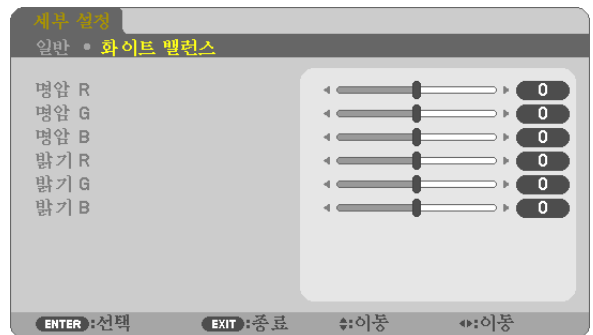 세부 설정
일반 • 화이트 밸런스
명암 R 0
명암 G 0
명암 B 0
밝기 R 0
밝기 G 0
밝기 B 0
ENTER :선택 EXIT :종료 :이동 :이동